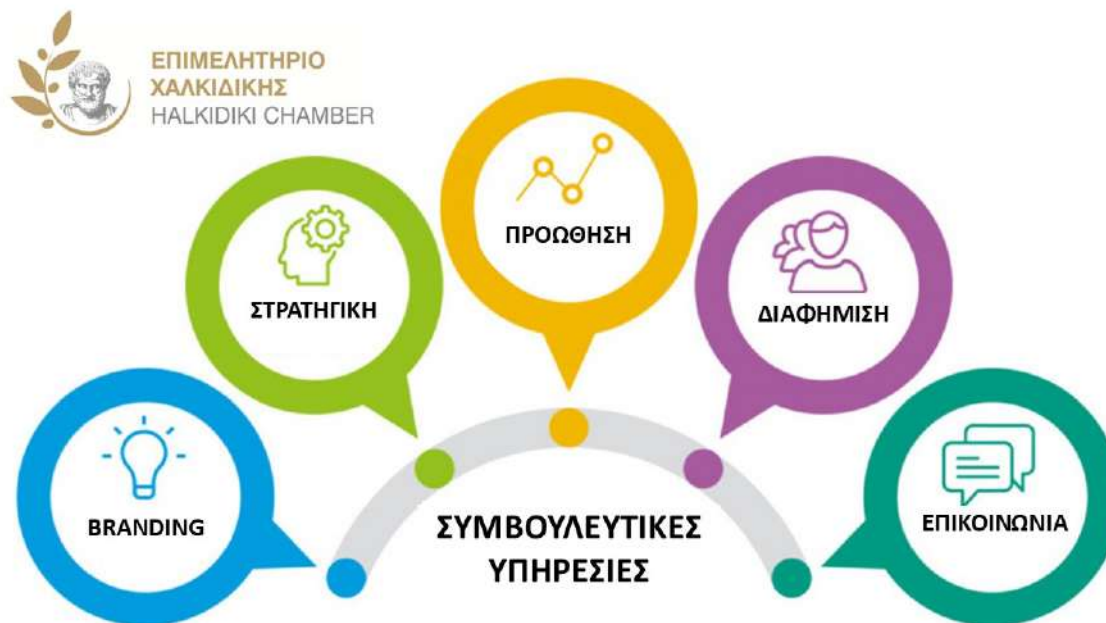 ΕΠΙΜΕΛΗΤΗΡΙΟ
ΧΑΛΚΙΔΙΚΗΣ
HALKIDIKI CHAMBER
BRANDING
ΣΤΡΑΤΗΓΙΚΗ
ΠΡΟΩΘΗΣΗ
ΔΙΑΦΗΜΙΣΗ
ΕΠΙΚΟΙΝΩΝΙΑ
ΣΥΜΒΟΥΛΕΥΤΙΚΕΣ
ΥΠΗΡΕΣΙΕΣ